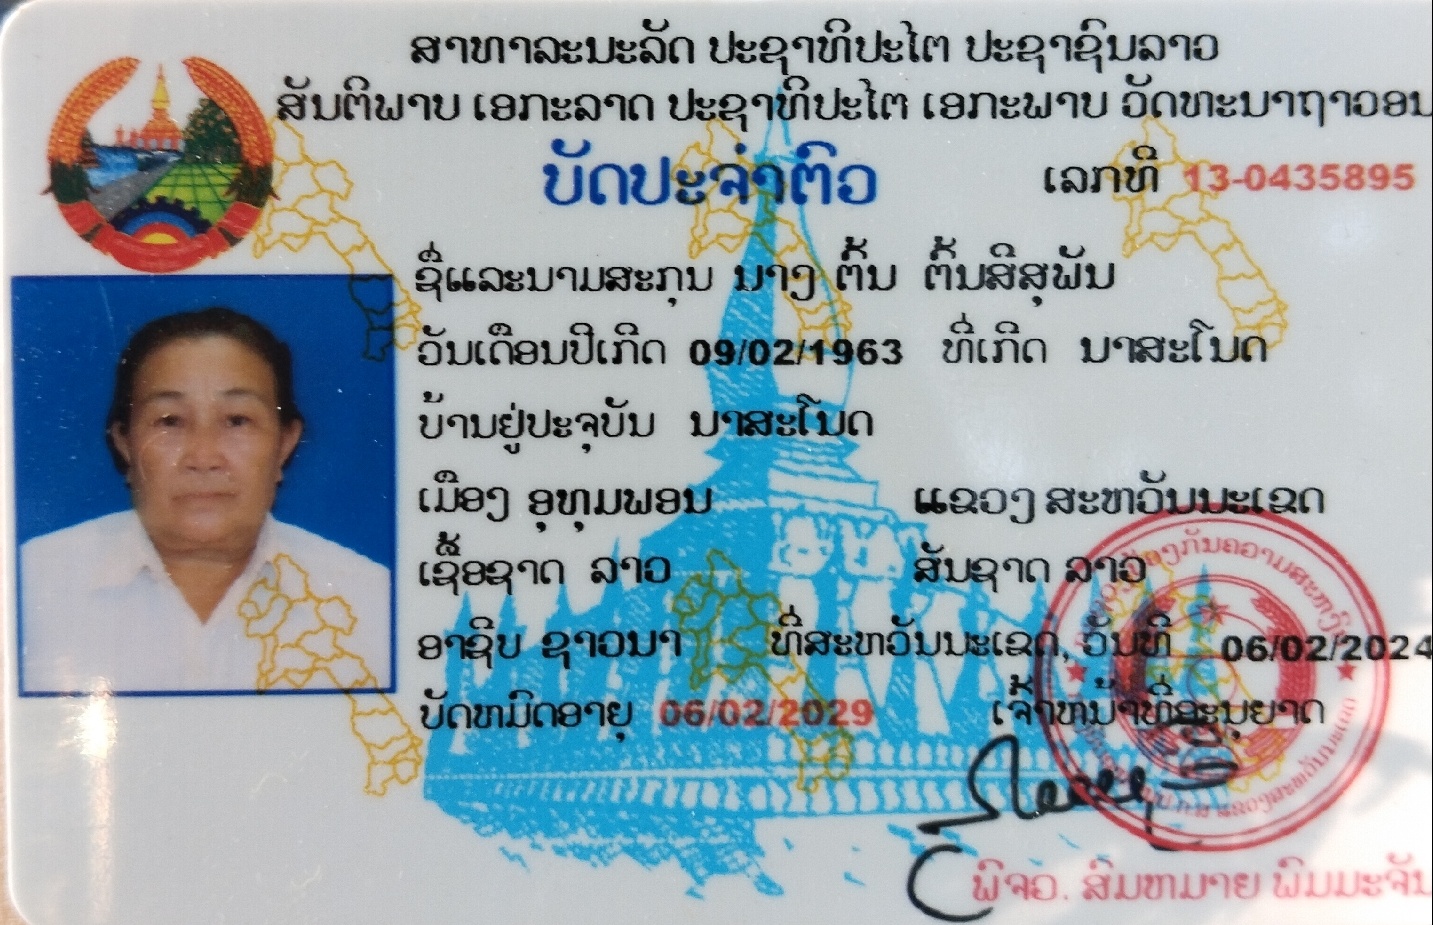 ສາທາລະນະລັດ ປະຊາທິປະໄຕ ປະຊາຊົນລາວ
ສັນຕິພາບ ເອກະລາດ ປະຊາທິປະໄຕ ເອກະພາບ ວັດທະນາຖາວອນ
ບັດປະຈຳຕົວ ເລກທີ 13-0435895
ຊື່ແລະນາມສະກຸນ ນາງ ຕົ້ນ ຕົ້ນສີສຸພັນ
ວັນເດືອນປີເກີດ 09/02/1963 ທີ່ເກີດ ນາສະໂນດ
ບ້ານຢູ່ປະຈຸບັນ ນາສະໂນດ
ເມືອງ ອຸທຸມພອນ ແຂວງ ສະຫວັນນະເຂດ
ເຊື້ອຊາດ ລາວ ສັນຊາດ ລາວ
ອາຊີບ ຊາວນາ ທີ່ສະຫວັນນະເຂດ, ວັນທີ 06/02/2024
ບັດຫມົດອາຍຸ 06/02/2029 ເຈົ້າຫນ້າທີ່ອະນຸຍາດ
ພິຈອ. ສົມຫມາຍ ພິມມະຈັນ